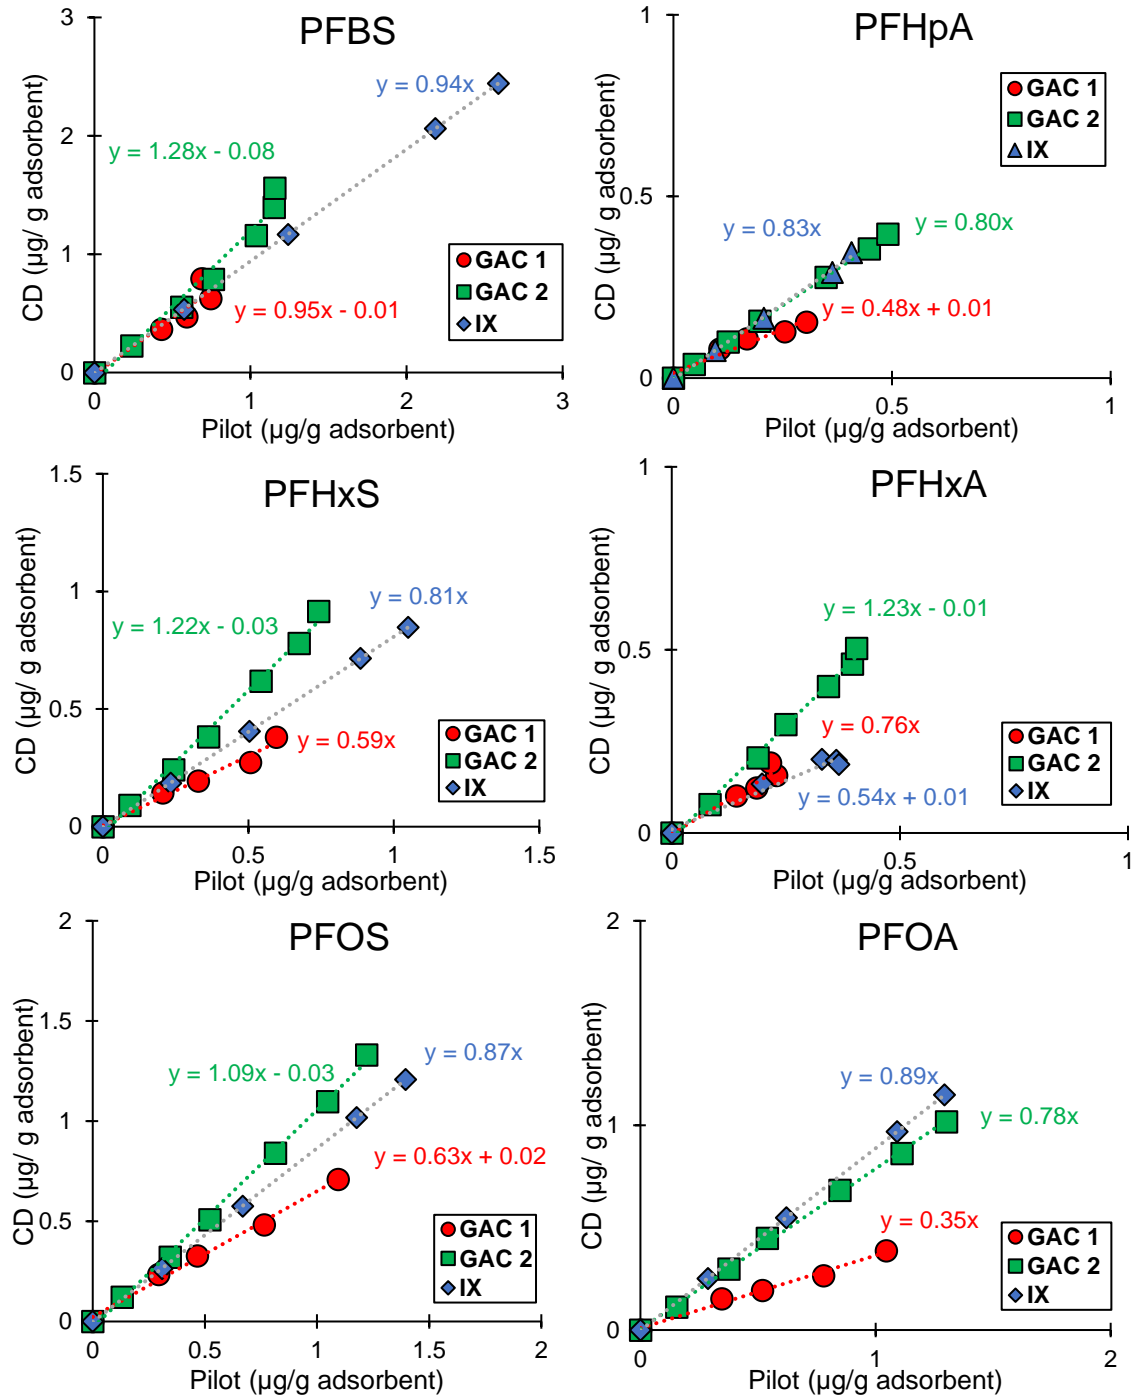 PFBS
3
2
1
0
CD (µg/ g adsorbent)
y = 0.94x
y = 1.28x - 0.08
y = 0.95x - 0.01
GAC 1
GAC 2
IX
0
1
2
3
Pilot (µg/g adsorbent)
PFHpA
1
0.5
0
CD (µg/ g adsorbent)
GAC 1
GAC 2
IX
y = 0.83x
y = 0.80x
y = 0.48x + 0.01
0
0.5
1
Pilot (µg/g adsorbent)
PFHxS
1.5
1
0.5
0
CD (µg/ g adsorbent)
y = 0.81x
y = 1.22x - 0.03
y = 0.59x
GAC 1
GAC 2
IX
0
0.5
1
1.5
Pilot (µg/g adsorbent)
PFHxA
1
0.5
0
CD (µg/ g adsorbent)
y = 1.23x - 0.01
y = 0.76x
y = 0.54x + 0.01
GAC 1
GAC 2
IX
0
0.5
1
Pilot (µg/g adsorbent)
PFOS
2
1.5
1
0.5
0
CD (µg/ g adsorbent)
y = 0.87x
y = 1.09x - 0.03
y = 0.63x + 0.02
GAC 1
GAC 2
IX
0
0.5
1
1.5
2
Pilot (µg/g adsorbent)
PFOA
2
1
0
CD (µg/ g adsorbent)
y = 0.89x
y = 0.78x
y = 0.35x
GAC 1
GAC 2
IX
0
1
2
Pilot (µg/g adsorbent)